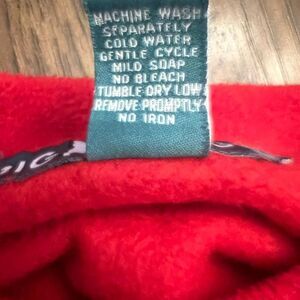 MACHINE WASH
SEPARATELY
COLD WATER
GENTLE CYCLE
MILD SOAP
NO BLEACH
TUMBLE DRY LOW
REMOVE PROMPTLY
NO IRON